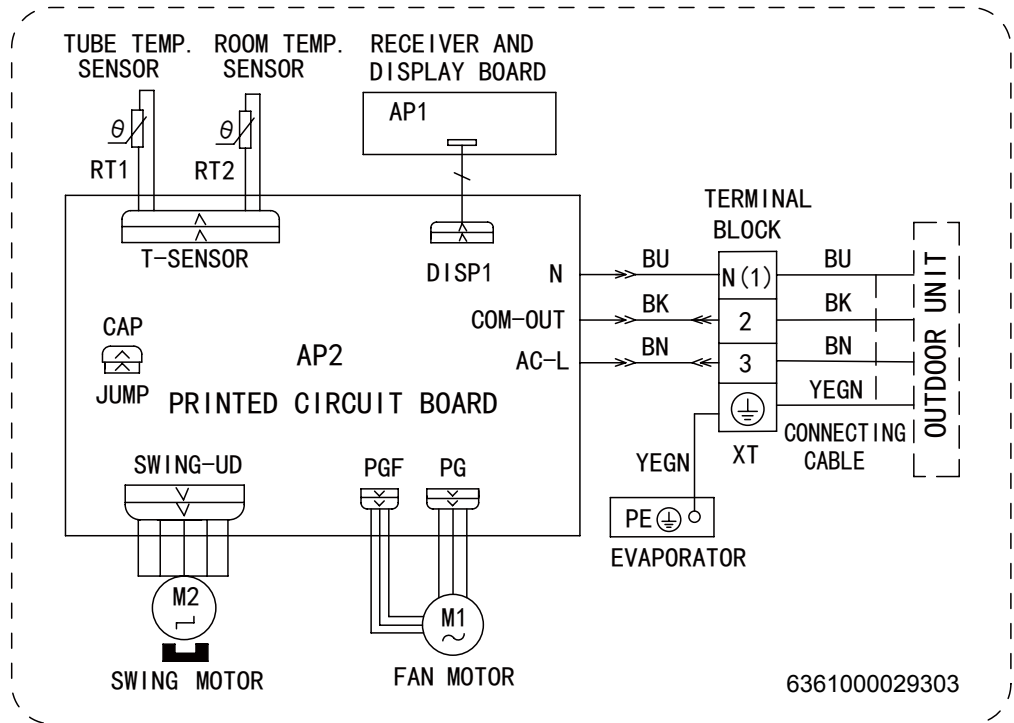 TUBE TEMP. SENSOR
ROOM TEMP. SENSOR
RECEIVER AND
DISPLAY BOARD
AP1
θ
RT1
θ
RT2
T-SENSOR
DISP1
CAP
JUMP
AP2
PRINTED CIRCUIT BOARD
N
COM-OUT
AC-L
BU
BK
BN
TERMINAL
BLOCK
N(1)
2
3
XT
BU
BK
BN
YEGN
CONNECTING
CABLE
OUTDOOR UNIT
YEGN
PE
EVAPORATOR
SWING-UD
PGF
PG
M2
SWING MOTOR
M1
FAN MOTOR
6361000029303